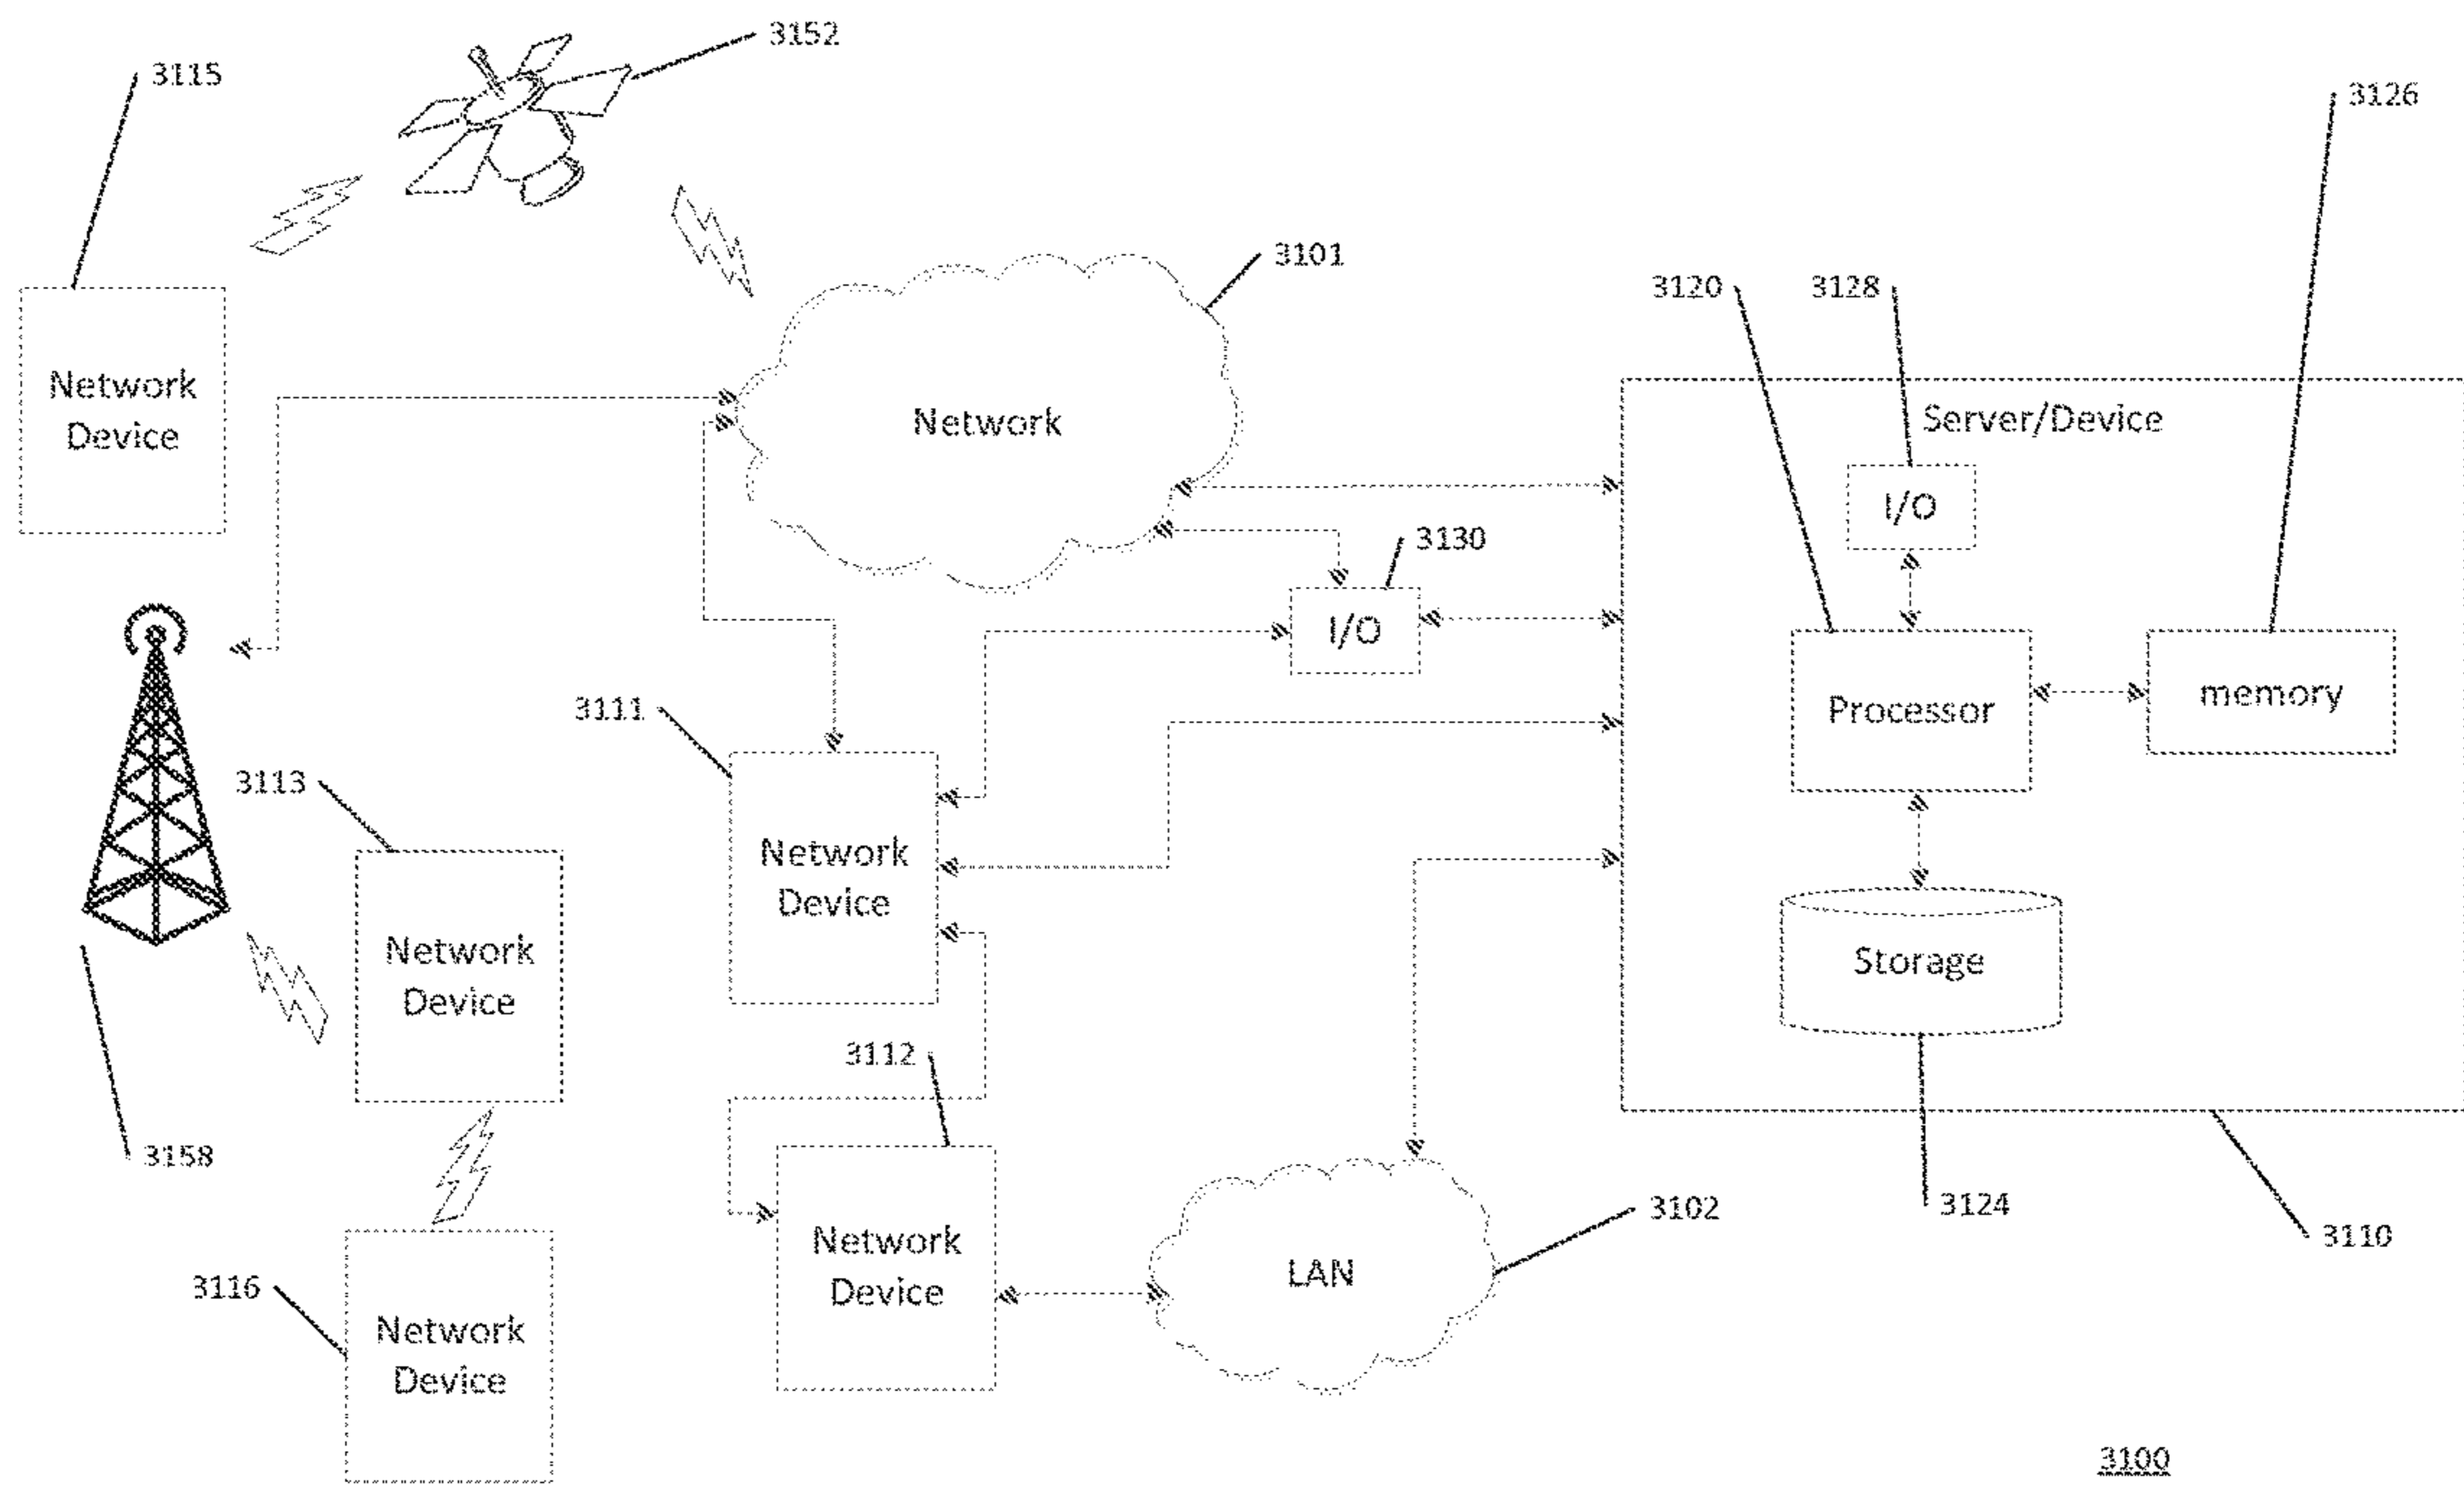 3152
3115
3126
3101
3120
3128
Network
Device
Network
Server/Device
I/O
3130
I/O
3111
Processor
memory
3113
Network
Device
Network
Device
Storage
3112
3158
3124
3102
3110
Network
Device
LAN
3116
Network
Device
3100